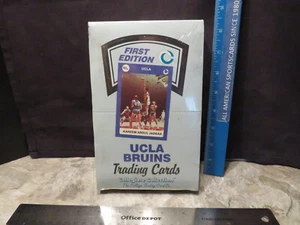 FIRST
EDITION
UCLA
KAREEM ABDUL JABBAR
UCLA
BRUINS
Trading Cards
Office DEPOT
ALL AMERICAN SPORTSCARDS SINCE 1980